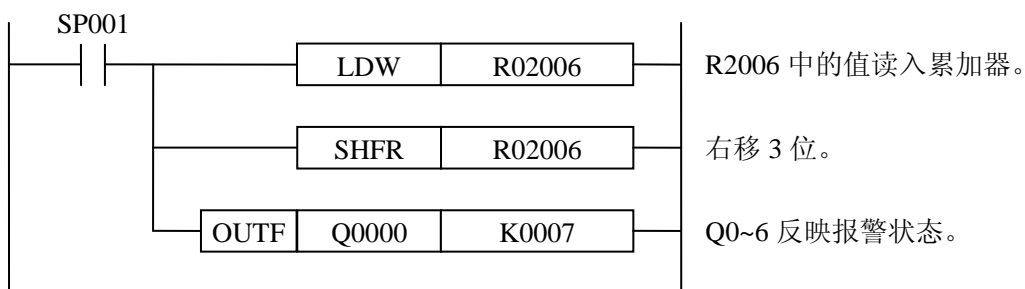 SP001
LDW R02006 R2006 中的值读入累加器。
SHFR R02006 右移 3 位。
OUTF Q0000 K0007 Q0~6 反映报警状态。